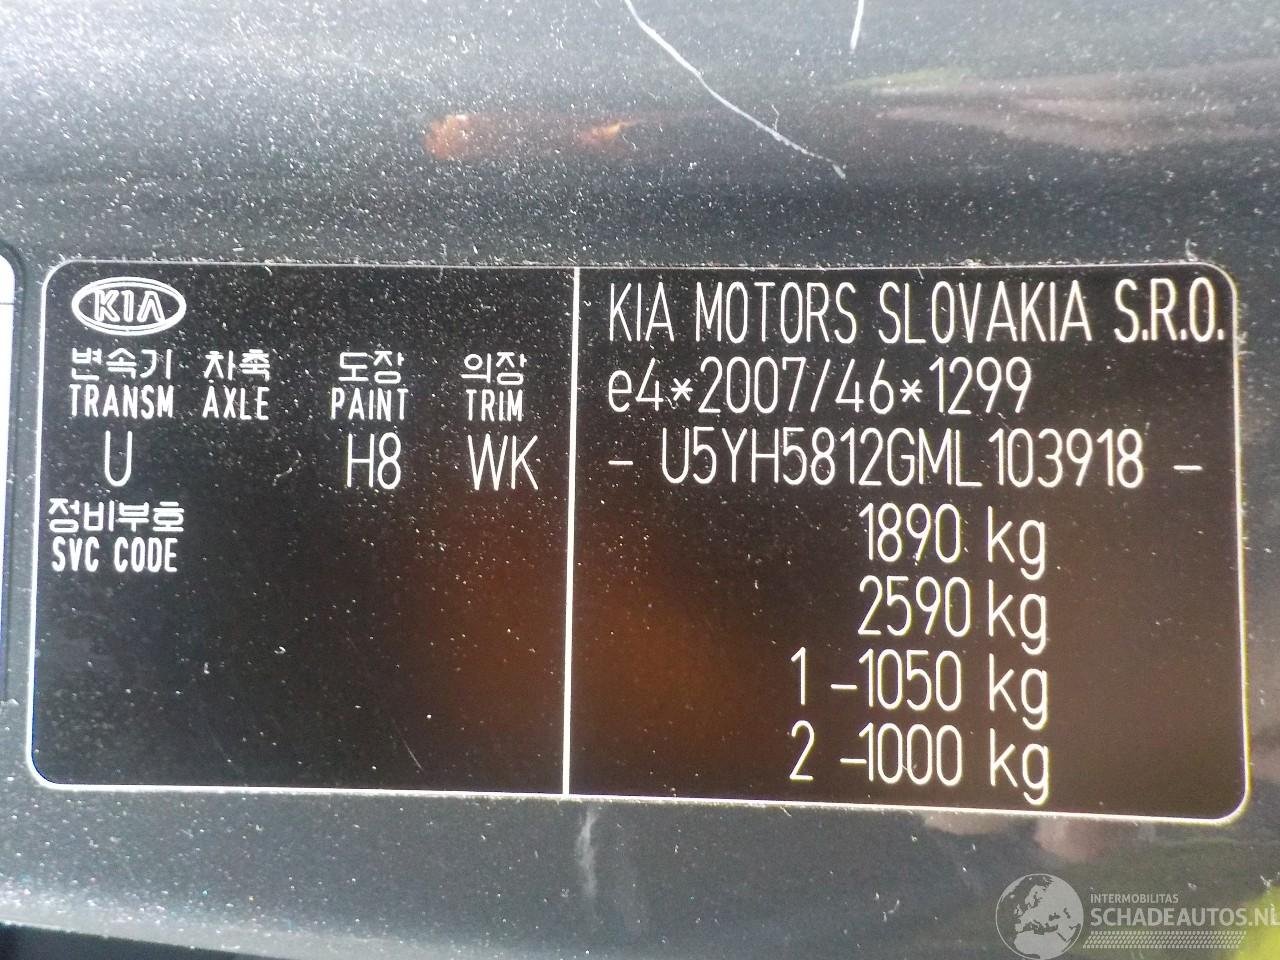 KIA
변속기 차축 도장 의장
TRANSM AXLE PAINT TRIM
U H8 WK
정비부호
SVC CODE
KIA MOTORS SLOVAKIA S.R.O.
e4*2007/46*1299
- U5YH5812GML103918 -
1890 kg
2590 kg
1 -1050 kg
2 -1000 kg
INTERMOBILITAS
SCHADEAUTOS.NL